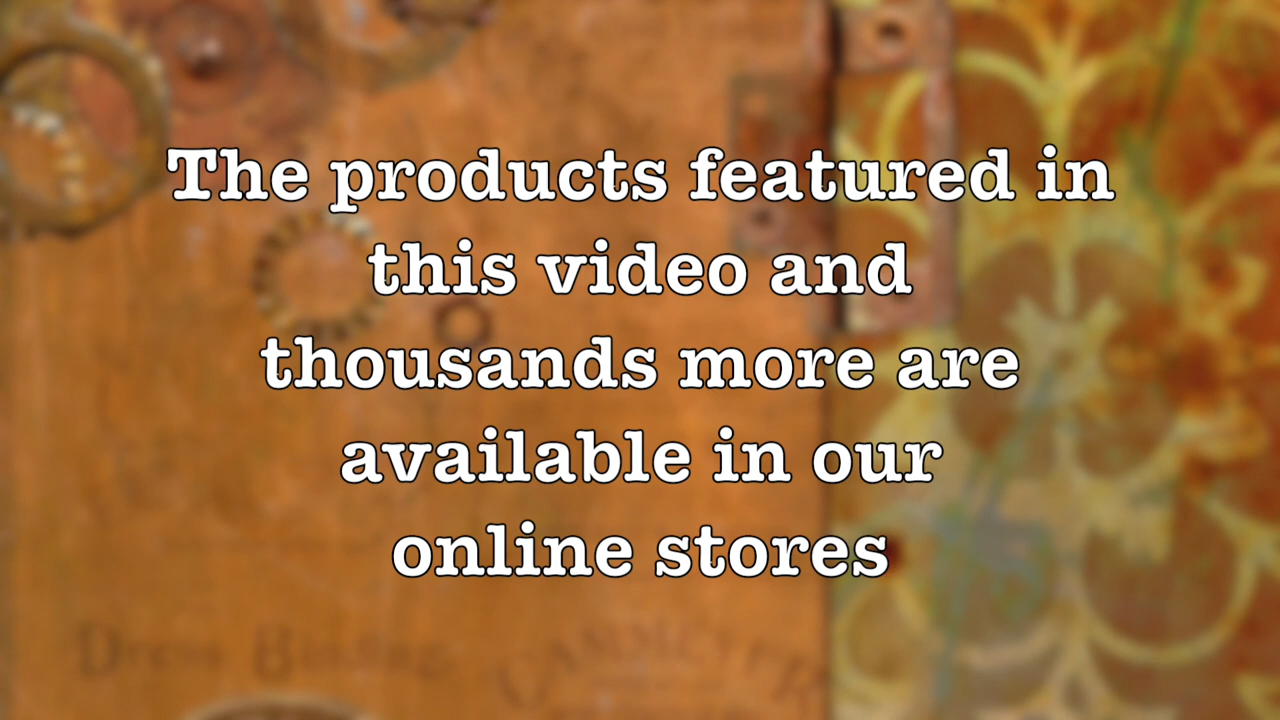 The products featured in
this video and
thousands more are
available in our
online stores